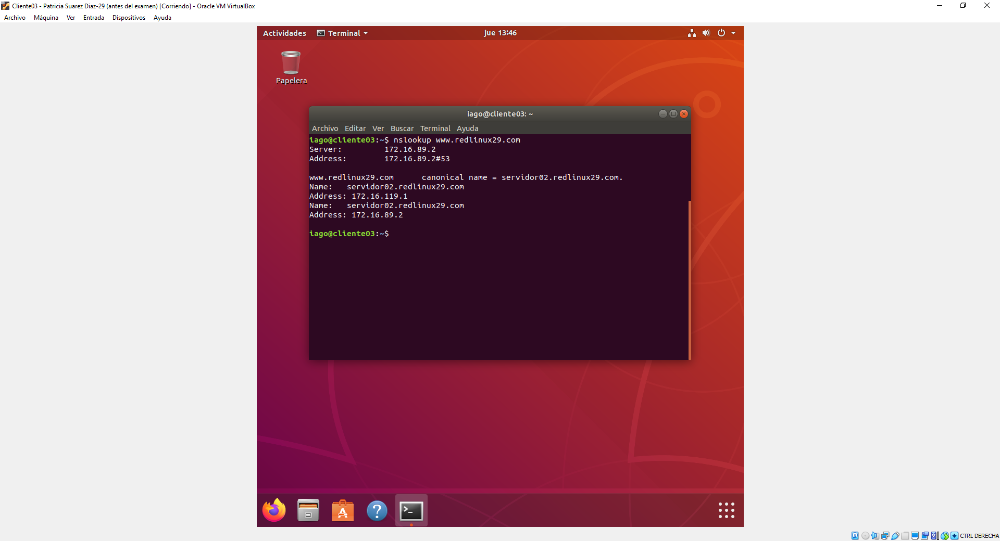 Cliente03 - Patricia Suarez Diaz-29 (antes del examen) [Corriendo] - Oracle VM VirtualBox
Archivo Máquina Ver Entrada Dispositivos Ayuda
Actividades Terminal jue 13:46
Papelera
iago@cliente03: ~
Archivo Editar Ver Buscar Terminal Ayuda
iago@cliente03:~$ nslookup www.redlinux29.com
Server: 172.16.89.2
Address: 172.16.89.2#53
www.redlinux29.com canonical name = servidor02.redlinux29.com.
Name: servidor02.redlinux29.com
Address: 172.16.119.1
Name: servidor02.redlinux29.com
Address: 172.16.89.2
iago@cliente03:~$
CTRL DERECHA